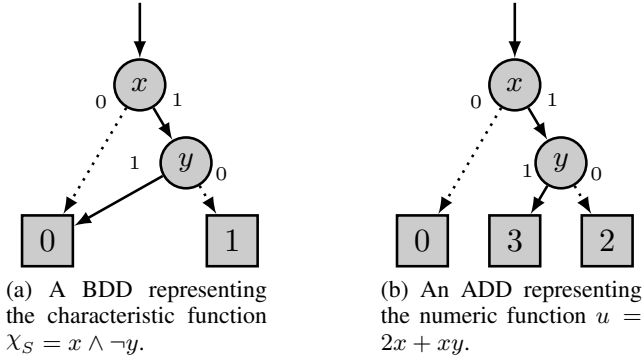 x
0
1
y
1
0
0
1
(a) A BDD representing
the characteristic function
χ_S = x ∧ ¬y.
x
0
1
y
1
0
0
3
2
(b) An ADD representing
the numeric function u =
2x + xy.